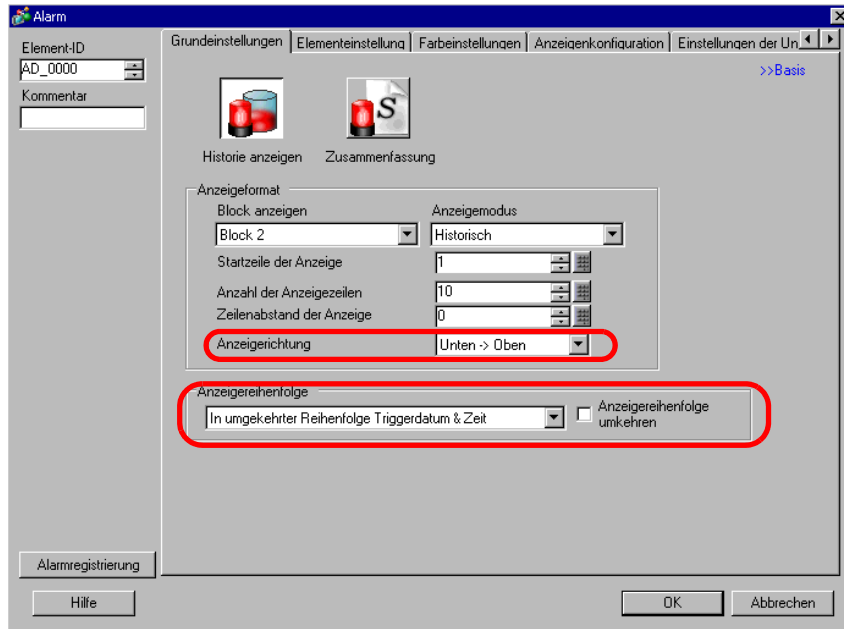 Alarm
Element-ID
AD_0000
Kommentar
Grundeinstellungen
Elementeinstellung
Farbeinstellungen
Anzeigenkonfiguration
Einstellungen der Un
>>Basis
S
Historie anzeigen
Zusammenfassung
Anzeigeformat
Block anzeigen
Anzeigemodus
Block 2
Historisch
Startzeile der Anzeige
1
Anzahl der Anzeigezeilen
10
Zeilenabstand der Anzeige
0
Anzeigerichtung
Unten -> Oben
Anzeigereihenfolge
In umgekehrter Reihenfolge Triggerdatum & Zeit
Anzeigereihenfolge
umkehren
Alarmregistrierung
Hilfe
OK
Abbrechen